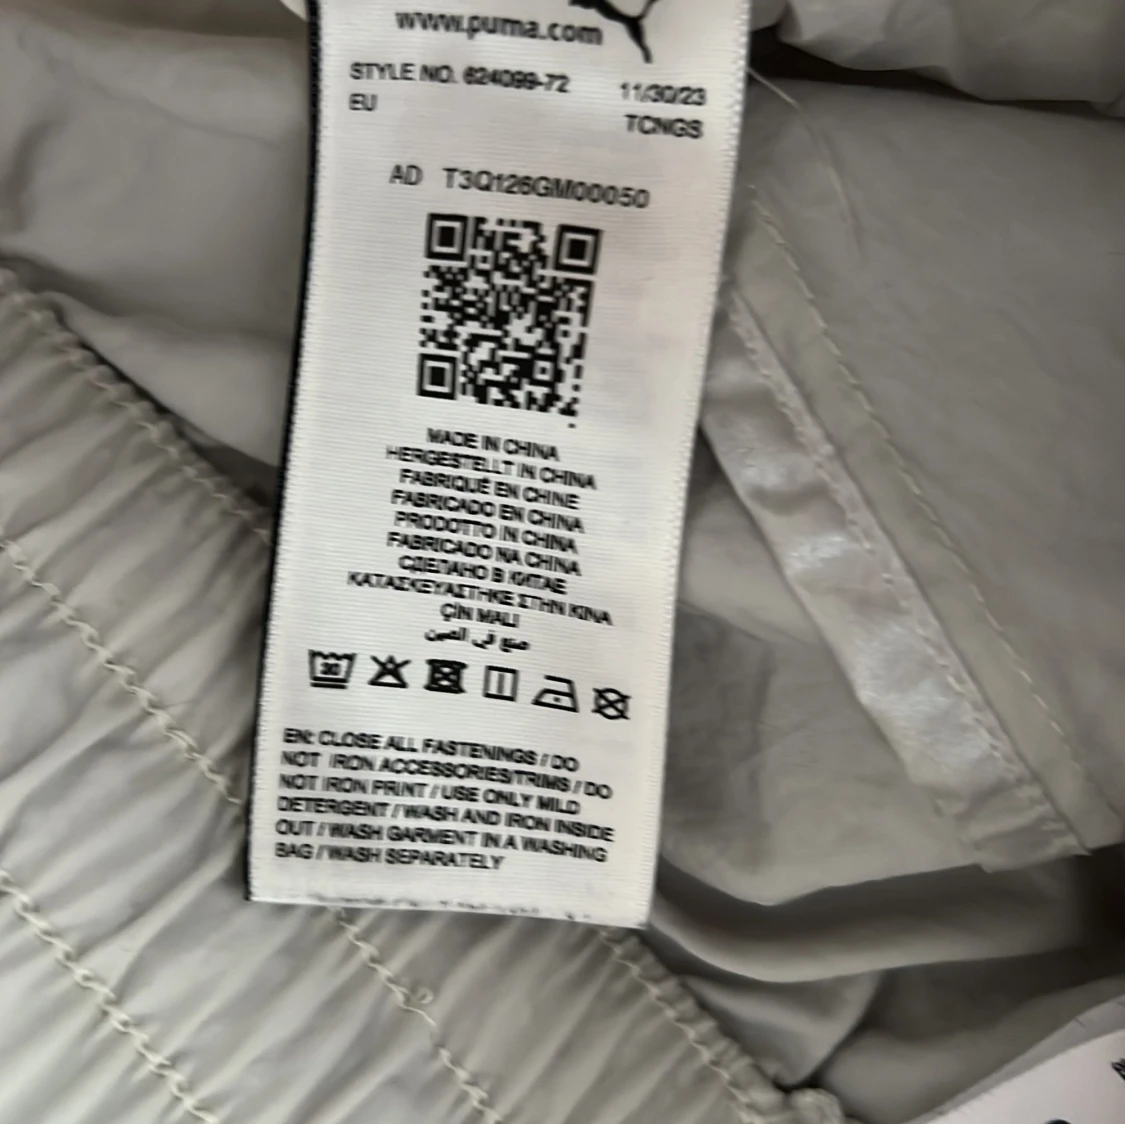 www.puma.com
STYLE NO. 624099-72 11/30/23
EU TCNGS
AD T3Q126GM00050
MADE IN CHINA
HERGESTELLT IN CHINA
FABRIQUÉ EN CHINE
FABRICADO EN CHINA
PRODOTTO IN CHINA
FABRICADO NA CHINA
СДЕЛАНО В КИТАЕ
ΚΑΤΑΣΚΕΥΑΣΤΗΚΕ ΣΤΗΝ ΚΙΝΑ
ÇİN MALI
صنع في الصين
30
EN: CLOSE ALL FASTENINGS / DO
NOT IRON ACCESSORIES/TRIMS / DO
NOT IRON PRINT / USE ONLY MILD
DETERGENT / WASH AND IRON INSIDE
OUT / WASH GARMENT IN A WASHING
BAG / WASH SEPARATELY